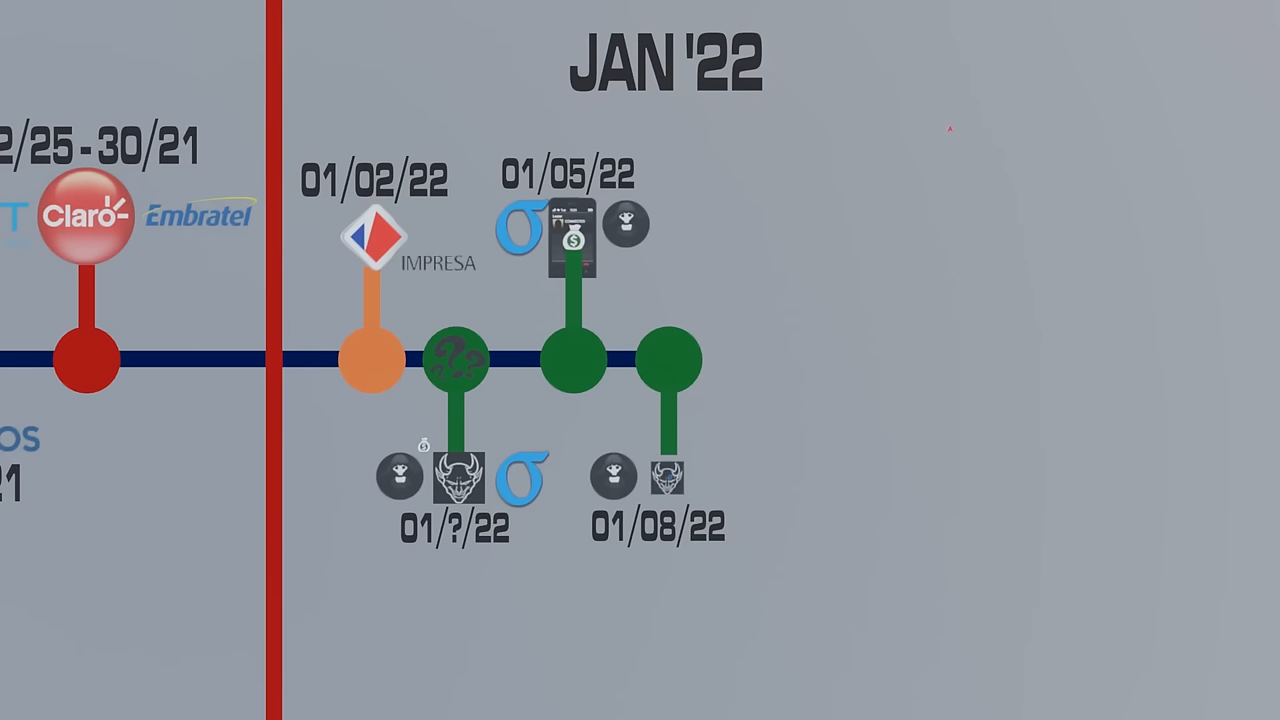 JAN '22
2/25 - 30/21
01/02/22
01/05/22
Claro
Embratel
T
IMPRESA
OS
21
01/?/22
01/08/22